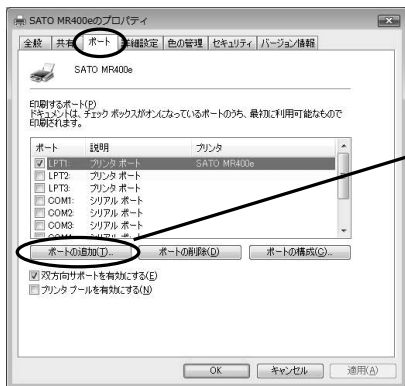 SATO MR400eのプロパティ
全般 共有 ポート 詳細設定 色の管理 セキュリティ バージョン情報
SATO MR400e
印刷するポート(P)
ドキュメントは、チェック ボックスがオンになっているポートのうち、最初に利用可能なもので
印刷されます。
ポート 説明 プリンタ
LPT1: プリンタ ポート SATO MR400e
LPT2: プリンタ ポート
LPT3: プリンタ ポート
COM1: シリアル ポート
COM2: シリアル ポート
COM3: シリアル ポート
ポートの追加(T)... ポートの削除(D) ポートの構成(C)...
双方向サポートを有効にする(E)
プリンタ プールを有効にする(N)
OK キャンセル 適用(A)